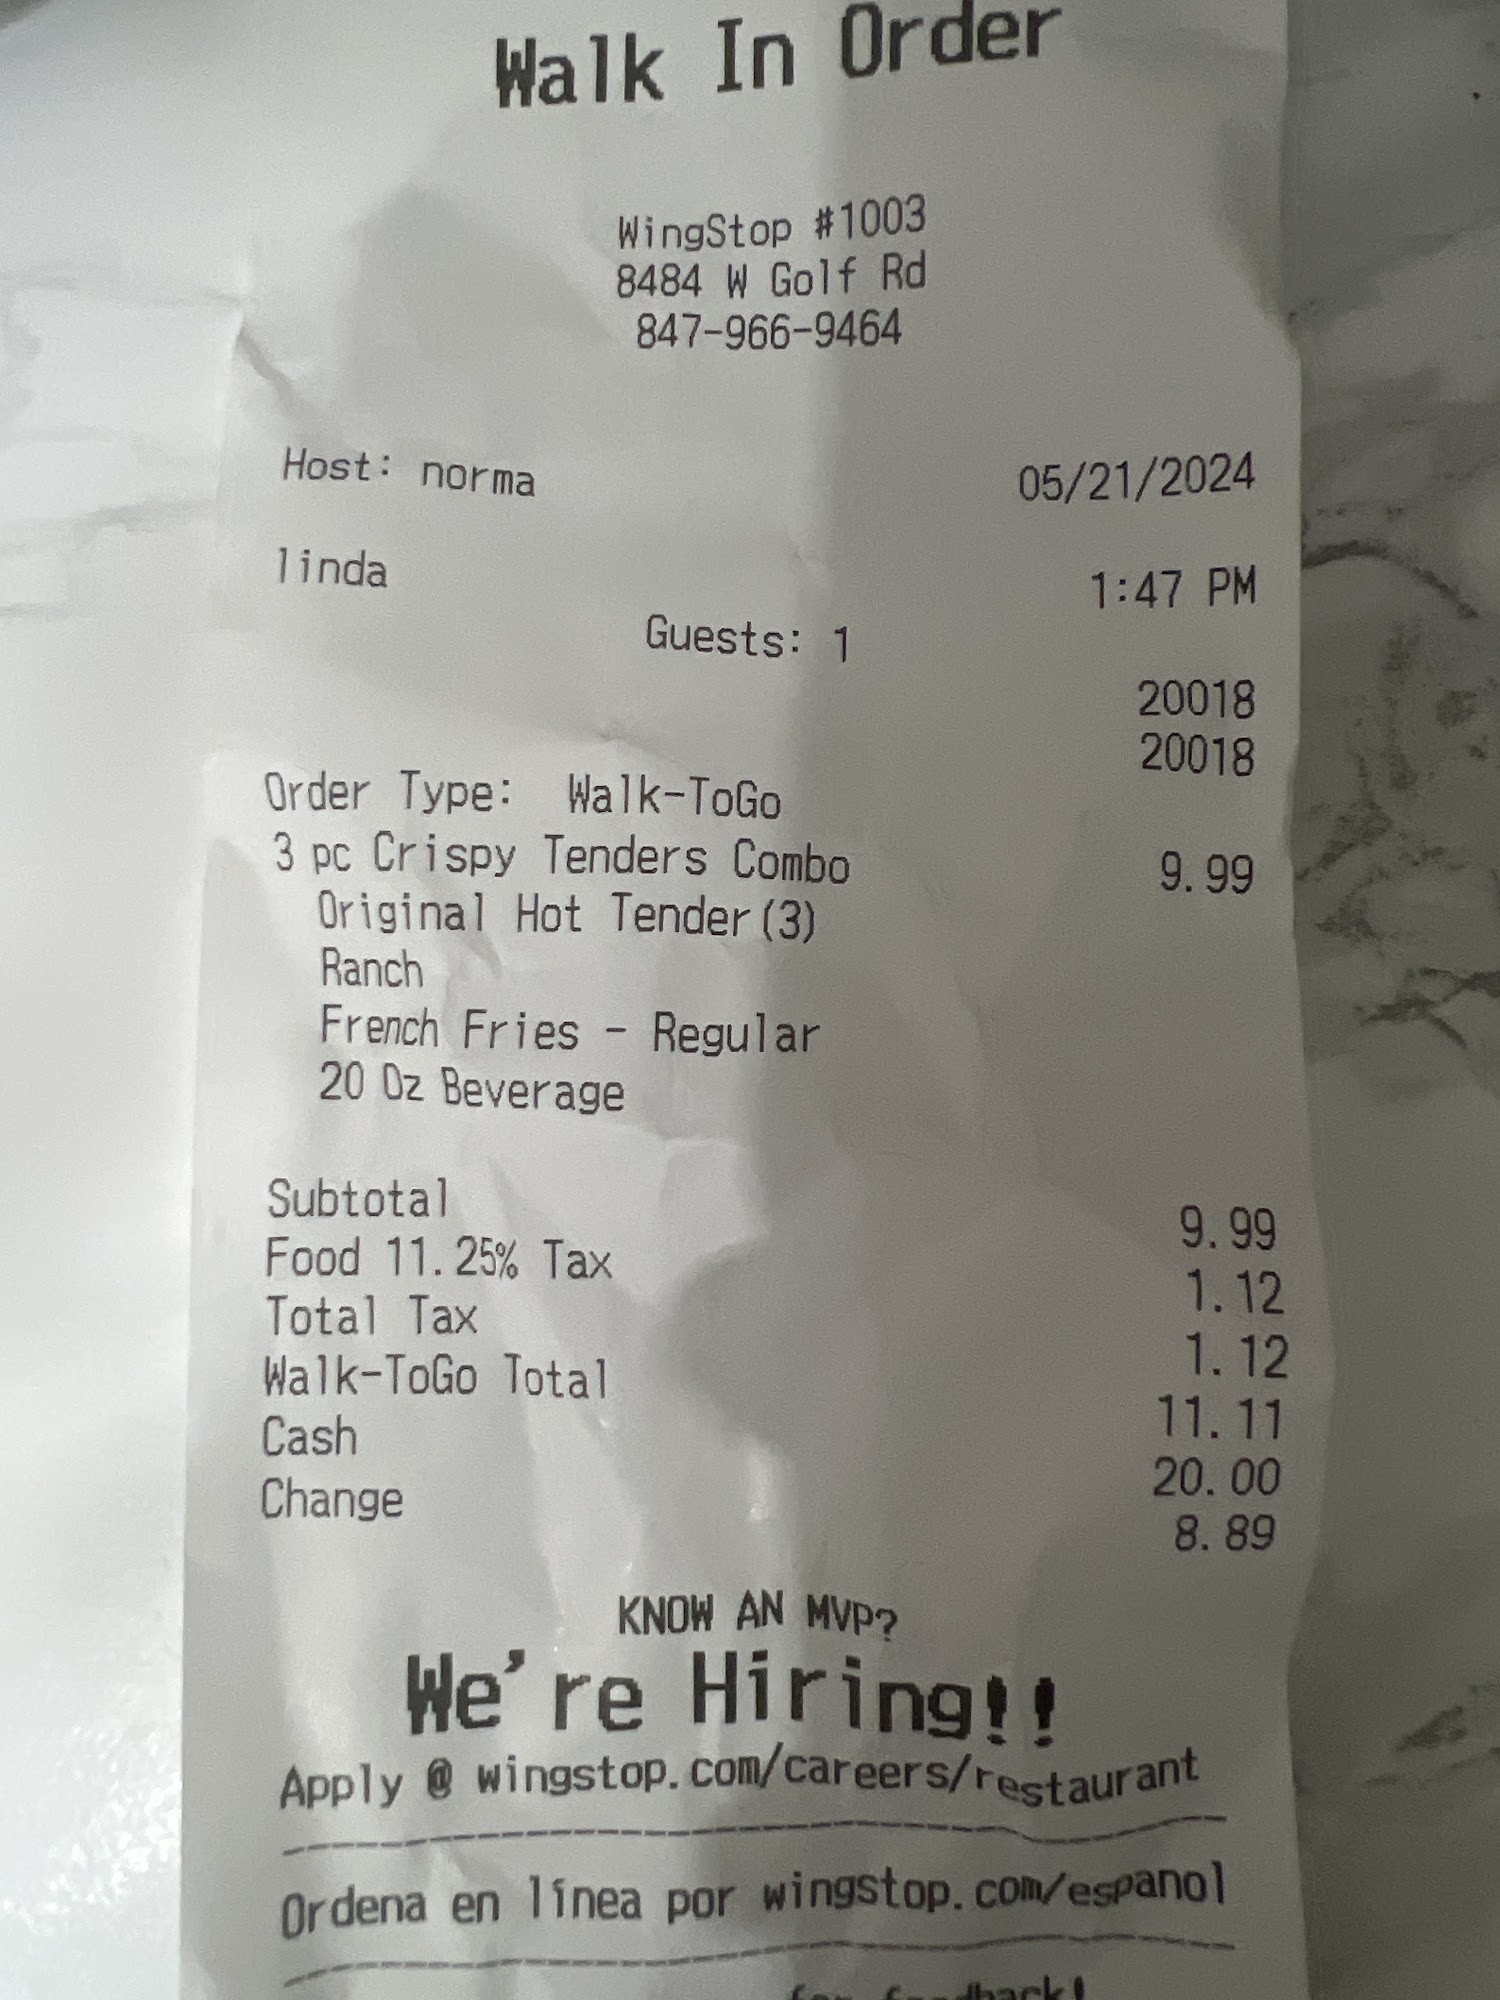 Walk In Order
WingStop #1003
8484 W Golf Rd
847-966-9464
Host: norma 05/21/2024
linda 1:47 PM
Guests: 1
20018
20018
Order Type: Walk-ToGo
3 pc Crispy Tenders Combo 9.99
Original Hot Tender(3)
Ranch
French Fries - Regular
20 Oz Beverage
Subtotal 9.99
Food 11.25% Tax 1.12
Total Tax 1.12
Walk-ToGo Total 11.11
Cash 20.00
Change 8.89
KNOW AN MVP?
We're Hiring!!
Apply @ wingstop.com/careers/restaurant
Ordena en línea por wingstop.com/espanol
for feedback!